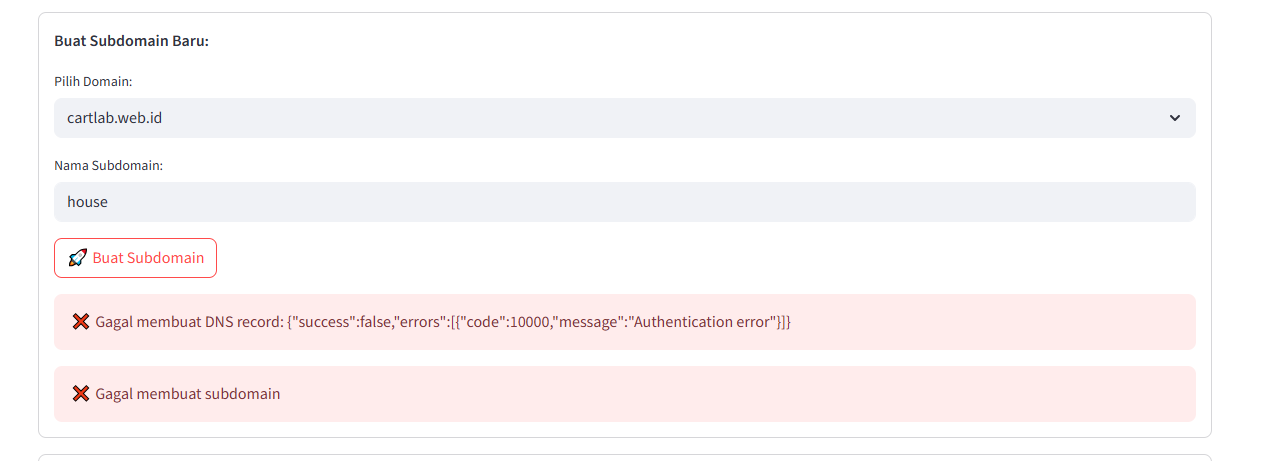 Buat Subdomain Baru:
Pilih Domain:
cartlab.web.id
Nama Subdomain:
house
🚀 Buat Subdomain
❌ Gagal membuat DNS record: {"success":false,"errors":[{"code":10000,"message":"Authentication error"}]}
❌ Gagal membuat subdomain